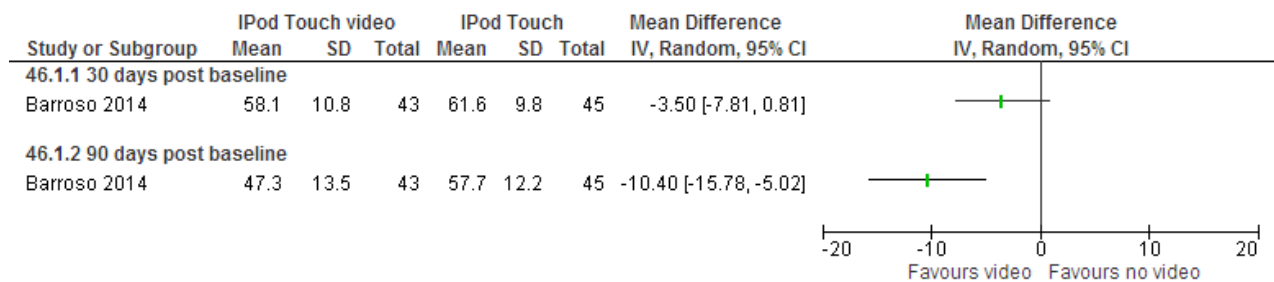 IPod Touch video IPod Touch Mean Difference Mean Difference
Study or Subgroup Mean SD Total Mean SD Total IV, Random, 95% CI IV, Random, 95% CI
46.1.1 30 days post baseline
Barroso 2014 58.1 10.8 43 61.6 9.8 45 -3.50 [-7.81, 0.81]
46.1.2 90 days post baseline
Barroso 2014 47.3 13.5 43 57.7 12.2 45 -10.40 [-15.78, -5.02]
-20 -10 0 10 20
Favours video Favours no video